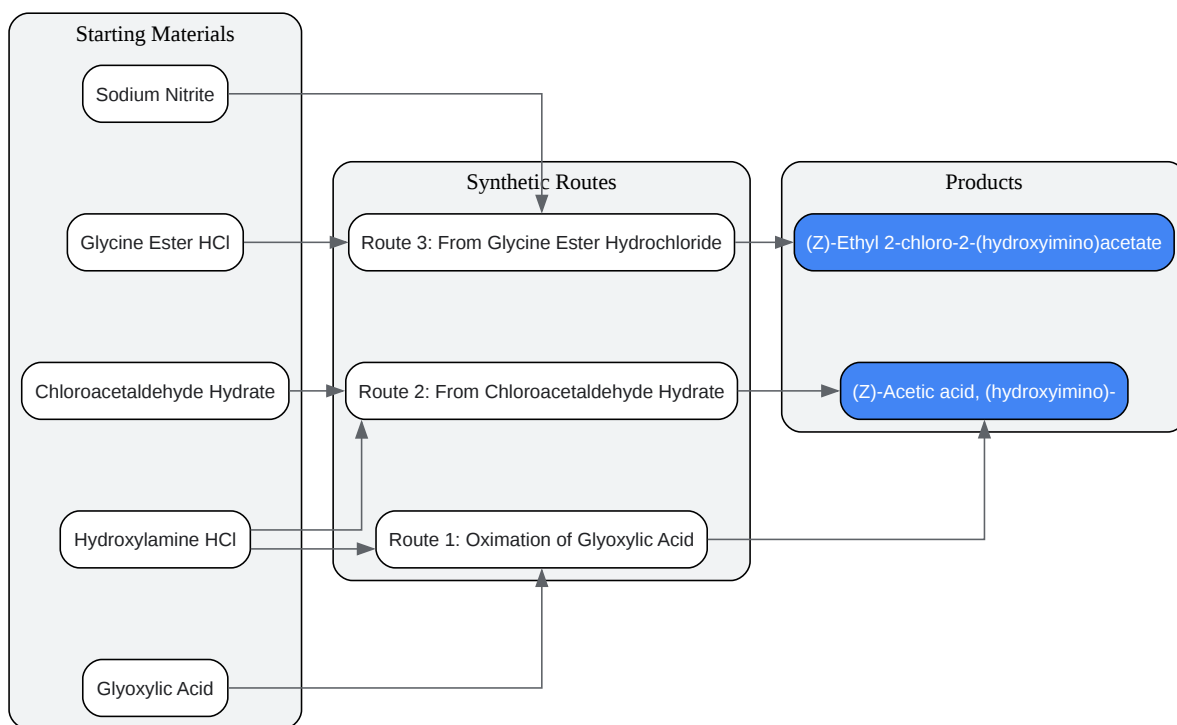 Starting Materials
Sodium Nitrite
Glycine Ester HCl
Chloroacetaldehyde Hydrate
Hydroxylamine HCl
Glyoxylic Acid
Synthetic Routes
Route 3: From Glycine Ester Hydrochloride
Route 2: From Chloroacetaldehyde Hydrate
Route 1: Oximation of Glyoxylic Acid
Products
(Z)-Ethyl 2-chloro-2-(hydroxyimino)acetate
(Z)-Acetic acid, (hydroxyimino)-